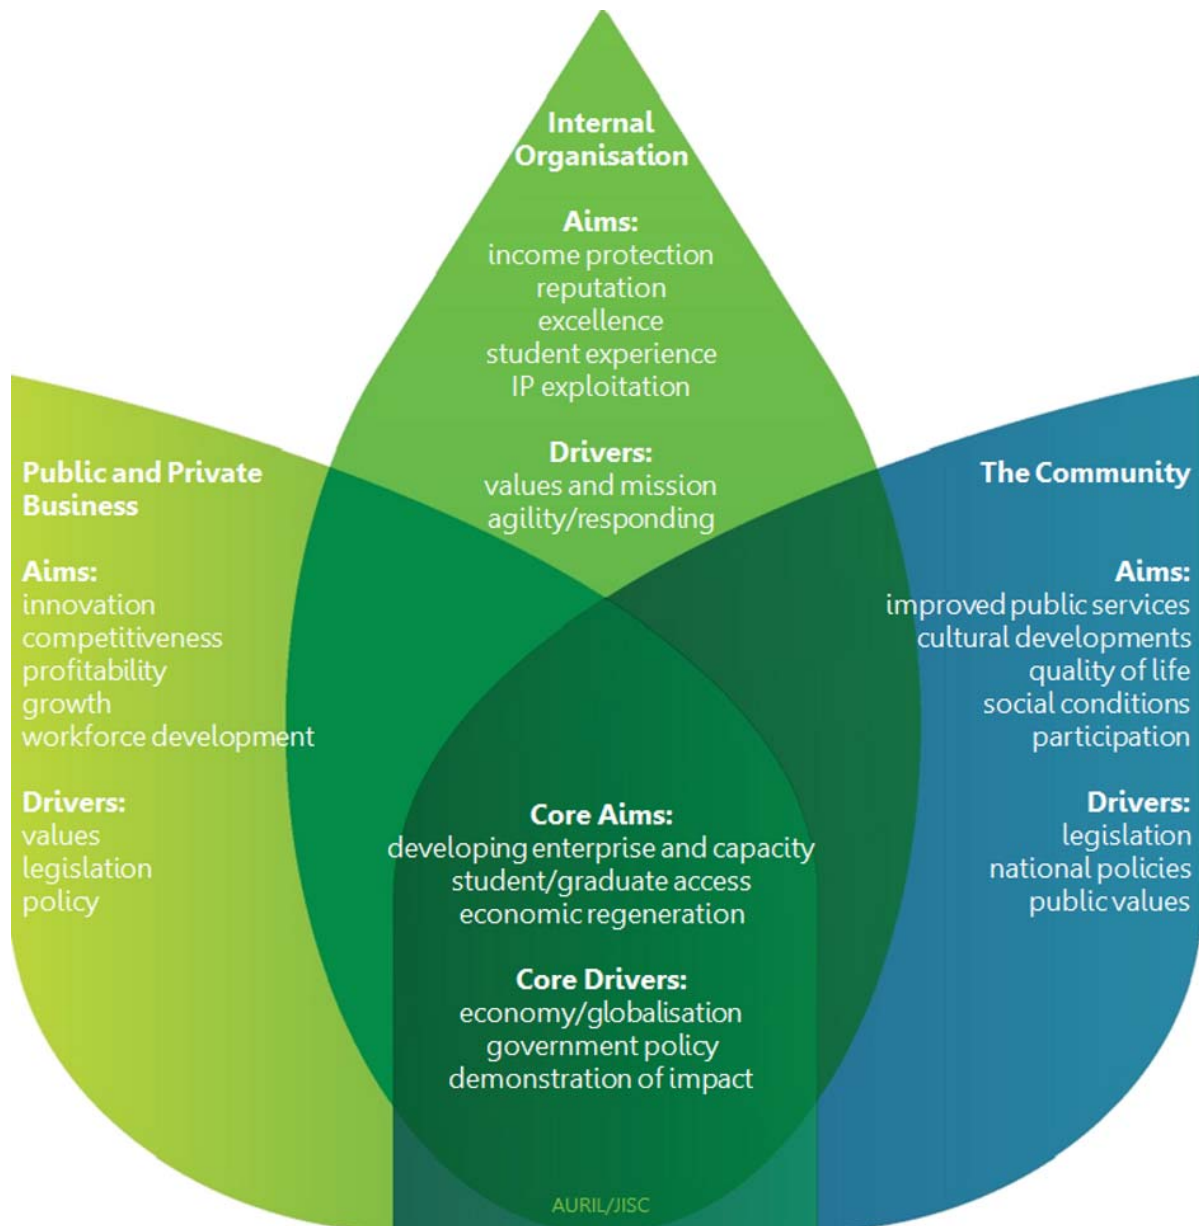 Internal
Organisation
Aims:
income protection
reputation
excellence
student experience
IP exploitation
Drivers:
values and mission
agility/responding
Public and Private
Business
Aims:
innovation
competitiveness
profitability
growth
workforce development
Drivers:
values
legislation
policy
The Community
Aims:
improved public services
cultural developments
quality of life
social conditions
participation
Drivers:
legislation
national policies
public values
Core Aims:
developing enterprise and capacity
student/graduate access
economic regeneration
Core Drivers:
economy/globalisation
government policy
demonstration of impact
AURIL/JISC